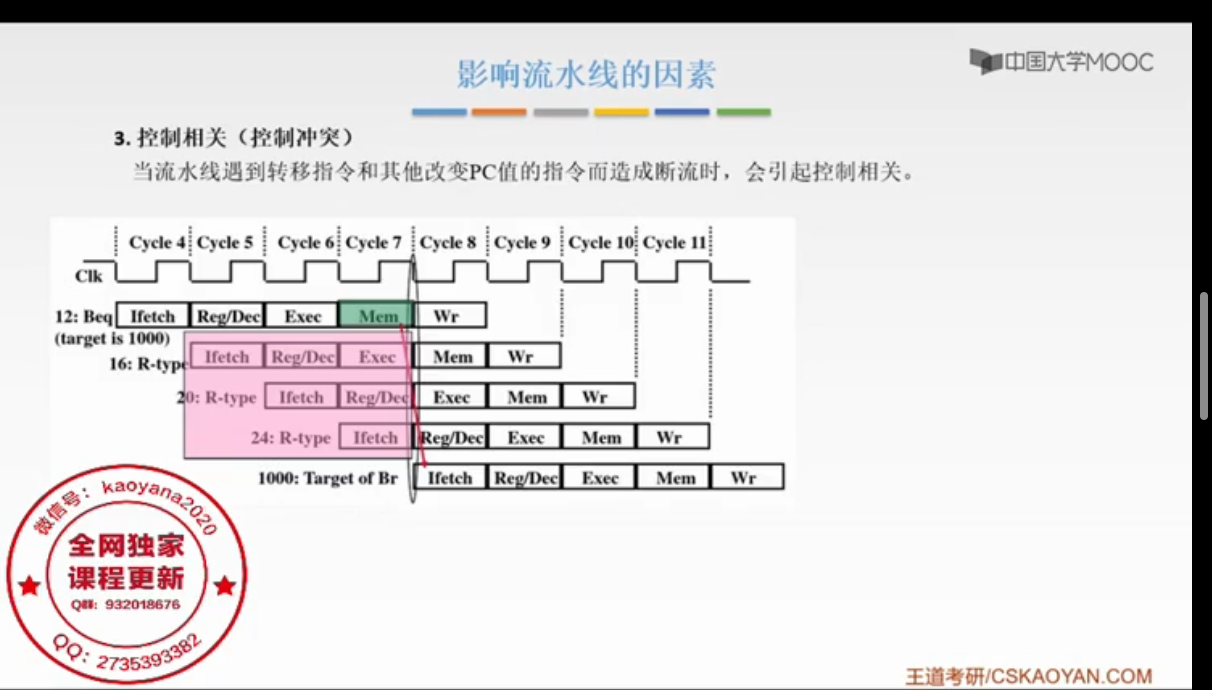 中国大学MOOC
影响流水线的因素
3. 控制相关（控制冲突）
当流水线遇到转移指令和其他改变PC值的指令而造成断流时，会引起控制相关。
Cycle 4 Cycle 5 Cycle 6 Cycle 7 Cycle 8 Cycle 9 Cycle 10 Cycle 11
Clk
12: Beq Ifetch Reg/Dec Exec Mem Wr
(target is 1000)
16: R-type Ifetch Reg/Dec Exec Mem Wr
20: R-type Ifetch Reg/Dec Exec Mem Wr
24: R-type Ifetch Reg/Dec Exec Mem Wr
1000: Target of Br Ifetch Reg/Dec Exec Mem Wr
微信号：kaoyana2020
全网独家
课程更新
Q群：932018676
QQ：2735393382
王道考研/CSKAOYAN.COM